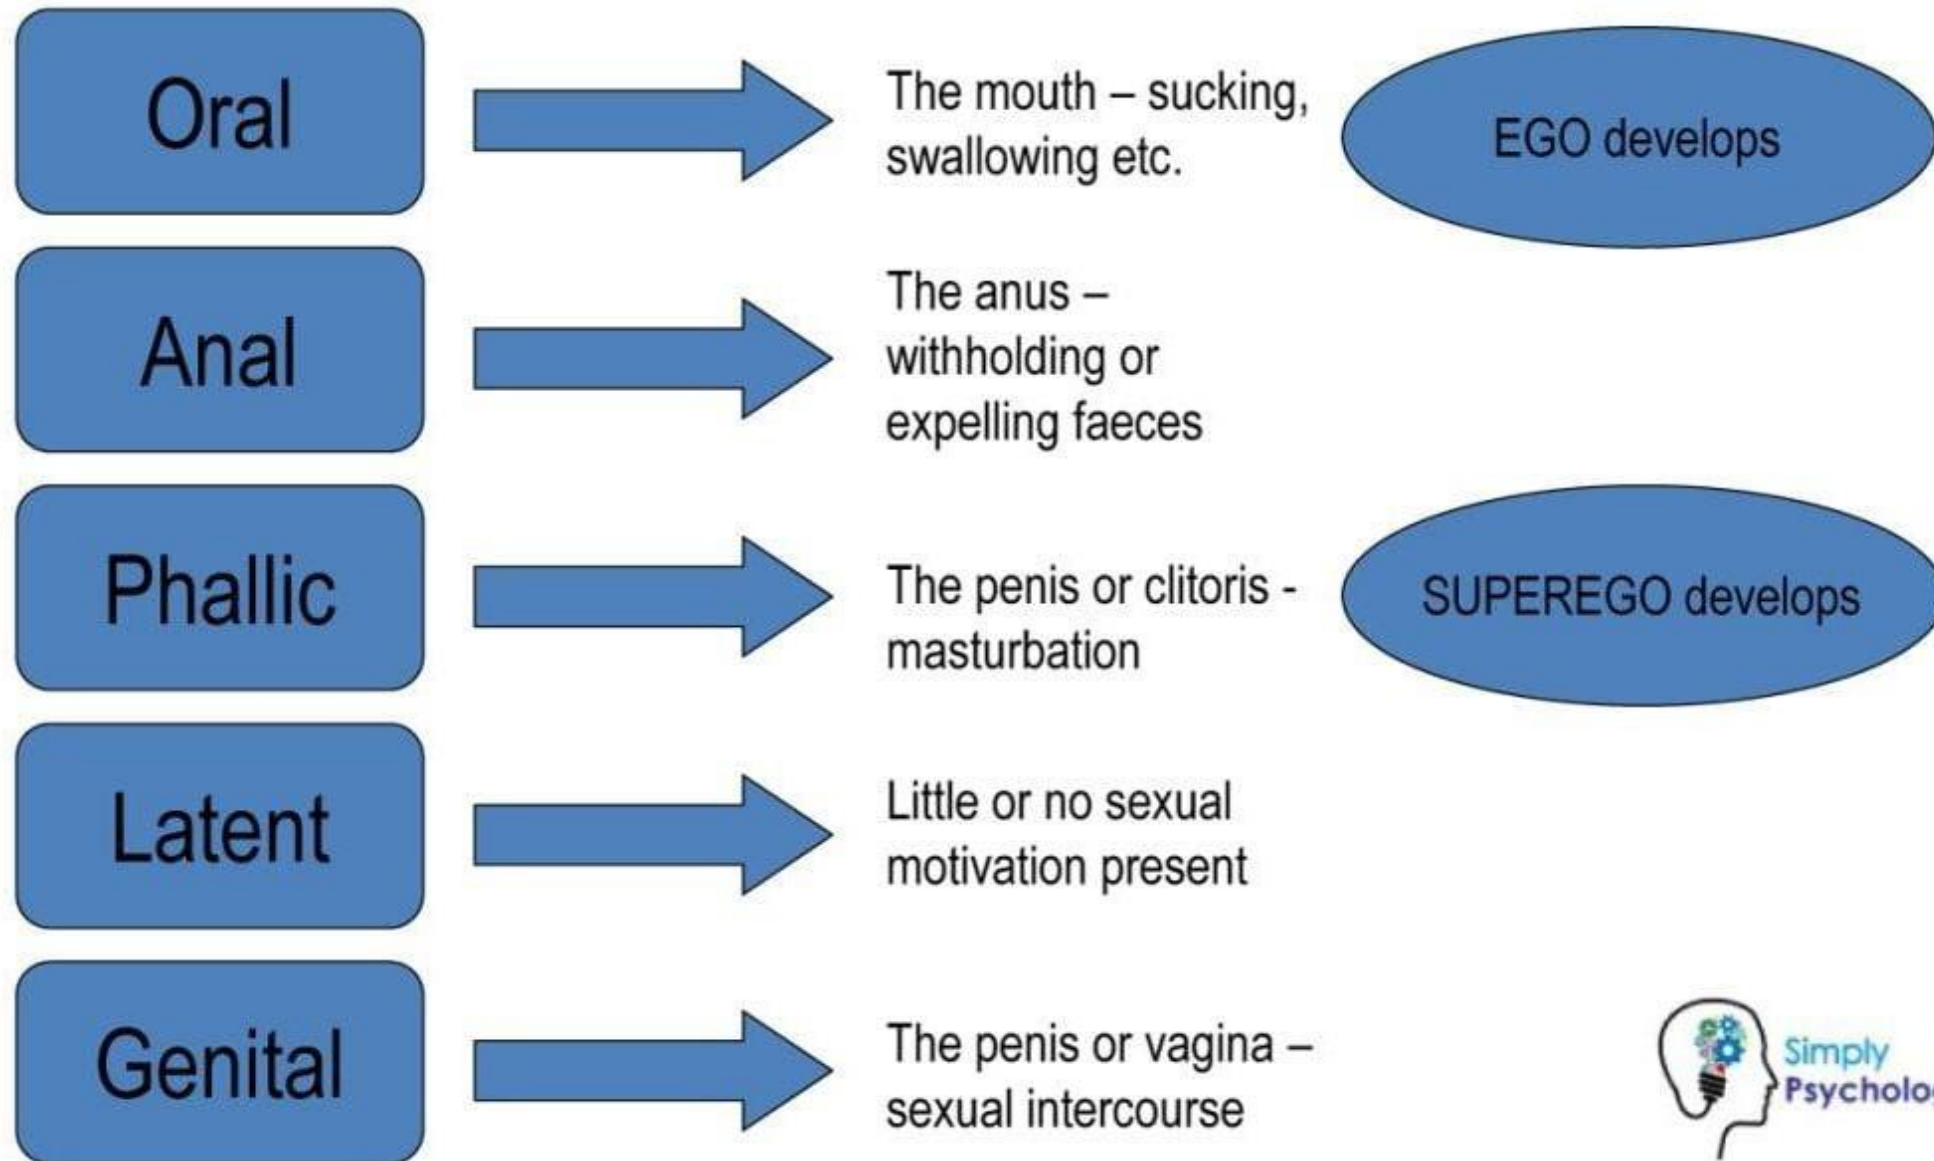 Oral
The mouth – sucking,
swallowing etc.
EGO develops
Anal
The anus –
withholding or
expelling faeces
Phallic
The penis or clitoris -
masturbation
SUPEREGO develops
Latent
Little or no sexual
motivation present
Genital
The penis or vagina –
sexual intercourse
Simply
Psycholog